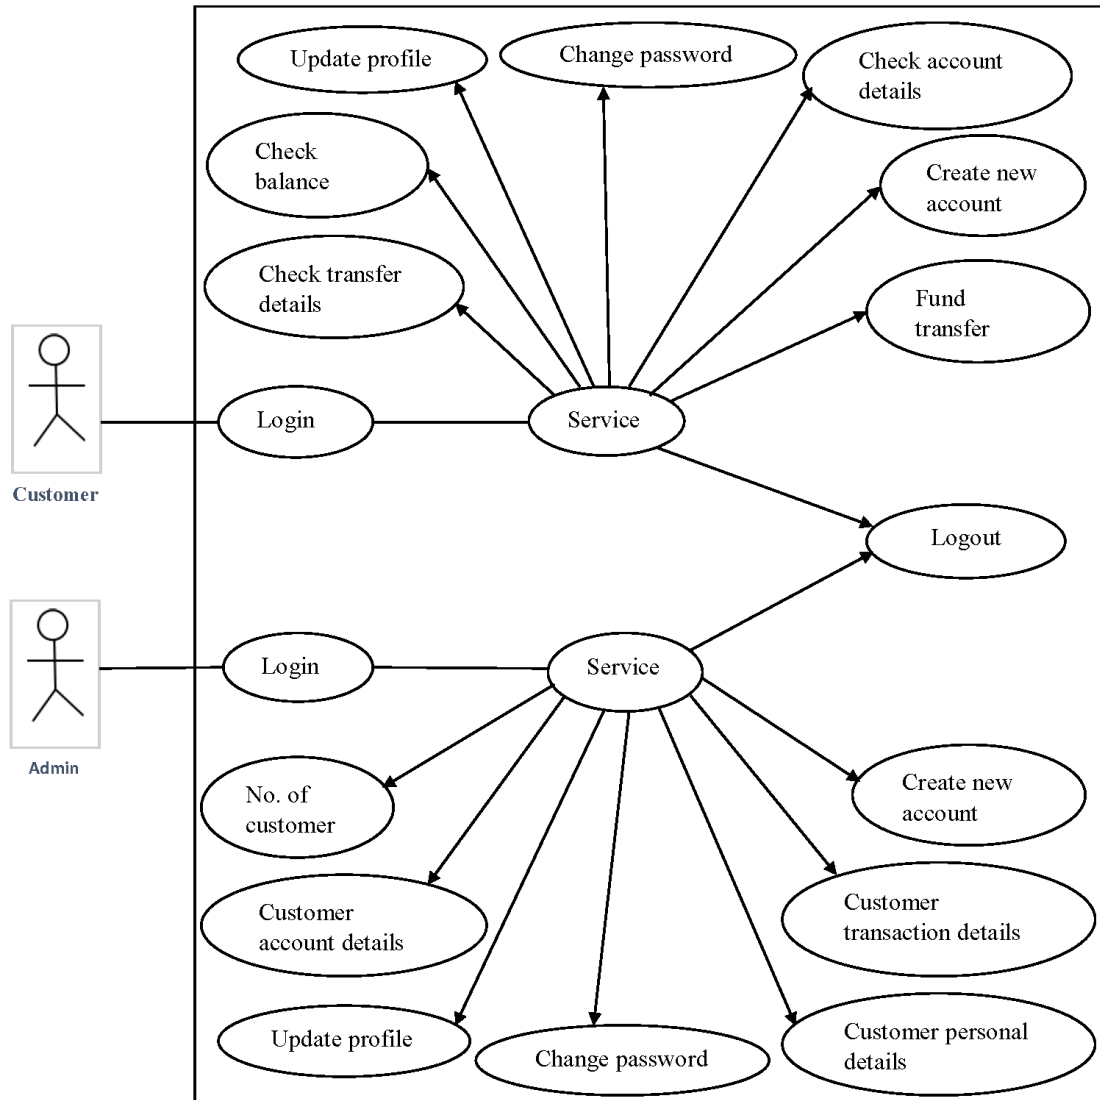 Update profile
Change password
Check account
details
Check
balance
Create new
account
Check transfer
details
Fund
transfer
Login
Service
Customer
Logout
Login
Service
Admin
No. of
customer
Create new
account
Customer
account details
Customer
transaction details
Update profile
Change password
Customer personal
details